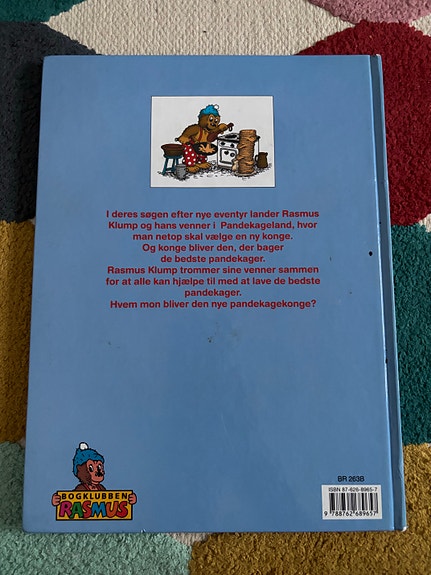 I deres søgen efter nye eventyr lander Rasmus
Klump og hans venner i Pandekageland, hvor
man netop skal vælge en ny konge.
Og konge bliver den, der bager
de bedste pandekager.
Rasmus Klump trommer sine venner sammen
for at alle kan hjælpe til med at lave de bedste
pandekager.
Hvem mon bliver den nye pandekagekonge?
BOGKLUBBEN
RASMUS
BR 263B
ISBN 87-626-8965-7
9 788762 689657